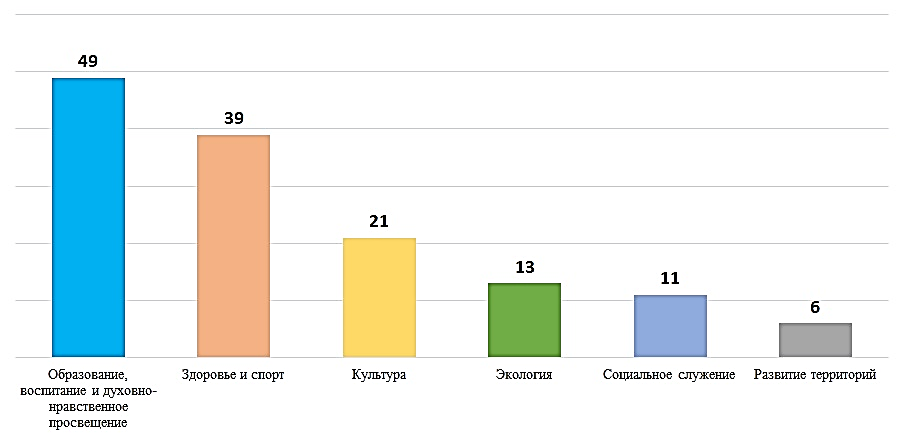 49
39
21
13
11
6
Образование,
воспитание и духовно-
нравственное
просвещение
Здоровье и спорт
Культура
Экология
Социальное служение
Развитие территорий